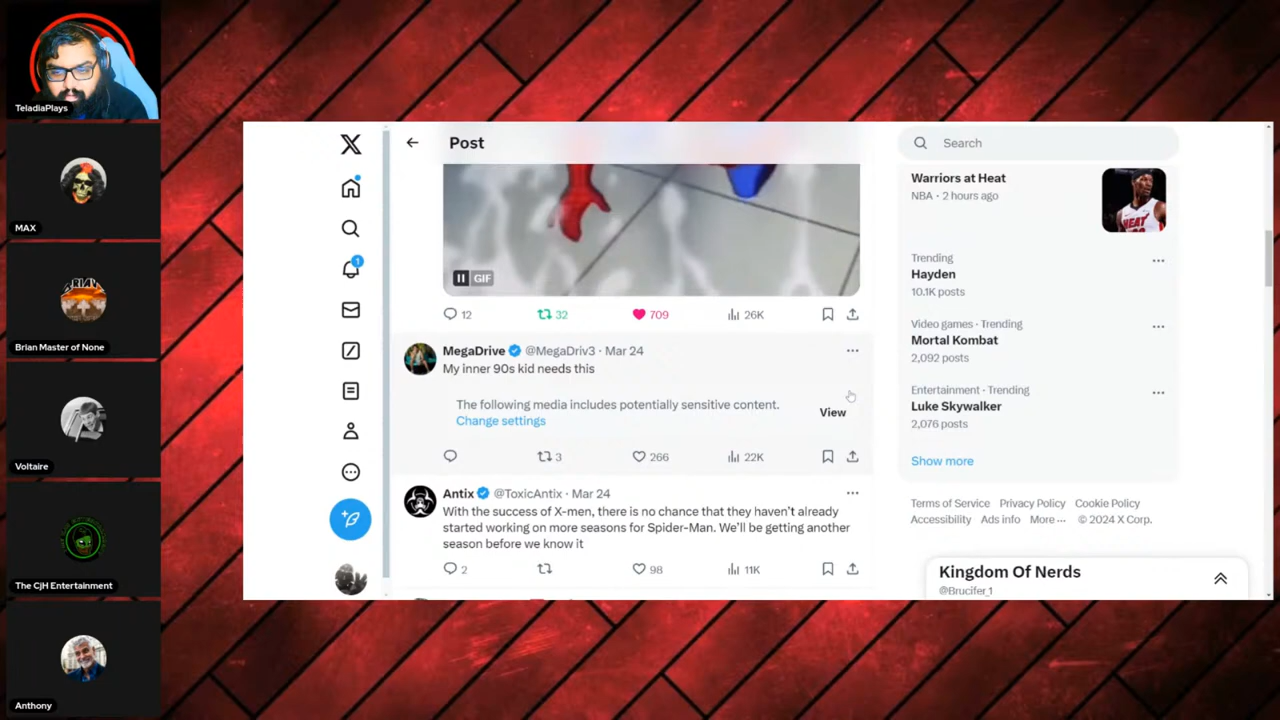 TeladiaPlays
MAX
BRIAN
Brian Master of None
Voltaire
The CjH Entertainment
Anthony
X
Post
GIF
12
32
709
26K
MegaDrive @MegaDriv3 · Mar 24
My inner 90s kid needs this
The following media includes potentially sensitive content.
Change settings
View
3
266
22K
Antix @ToxicAntix · Mar 24
With the success of X-men, there is no chance that they haven't already
started working on more seasons for Spider-Man. We'll be getting another
season before we know it
2
98
11K
1
Search
Warriors at Heat
NBA · 2 hours ago
HEAT
Trending
Hayden
10.1K posts
Video games · Trending
Mortal Kombat
2,092 posts
Entertainment · Trending
Luke Skywalker
2,076 posts
Show more
Terms of Service Privacy Policy Cookie Policy
Accessibility Ads info More ··· © 2024 X Corp.
Kingdom Of Nerds
@Brucifer_1